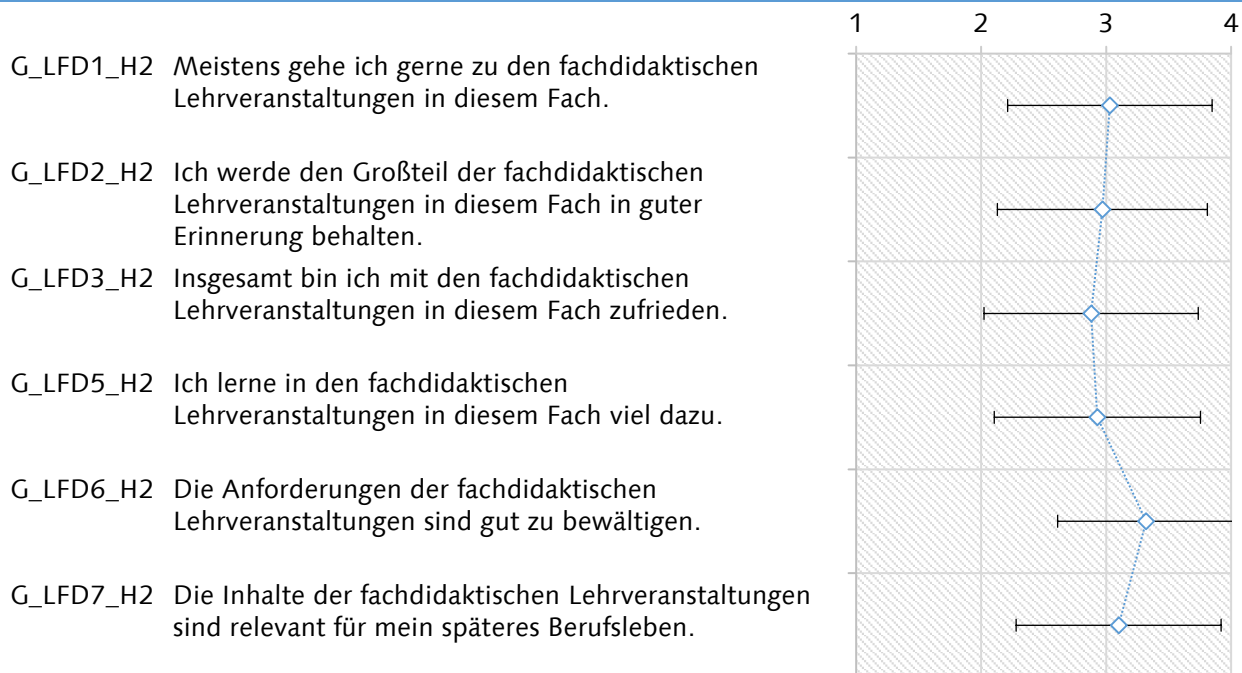 1 2 3 4
G_LFD1_H2 Meistens gehe ich gerne zu den fachdidaktischen
Lehrveranstaltungen in diesem Fach.
G_LFD2_H2 Ich werde den Großteil der fachdidaktischen
Lehrveranstaltungen in diesem Fach in guter
Erinnerung behalten.
G_LFD3_H2 Insgesamt bin ich mit den fachdidaktischen
Lehrveranstaltungen in diesem Fach zufrieden.
G_LFD5_H2 Ich lerne in den fachdidaktischen
Lehrveranstaltungen in diesem Fach viel dazu.
G_LFD6_H2 Die Anforderungen der fachdidaktischen
Lehrveranstaltungen sind gut zu bewältigen.
G_LFD7_H2 Die Inhalte der fachdidaktischen Lehrveranstaltungen
sind relevant für mein späteres Berufsleben.